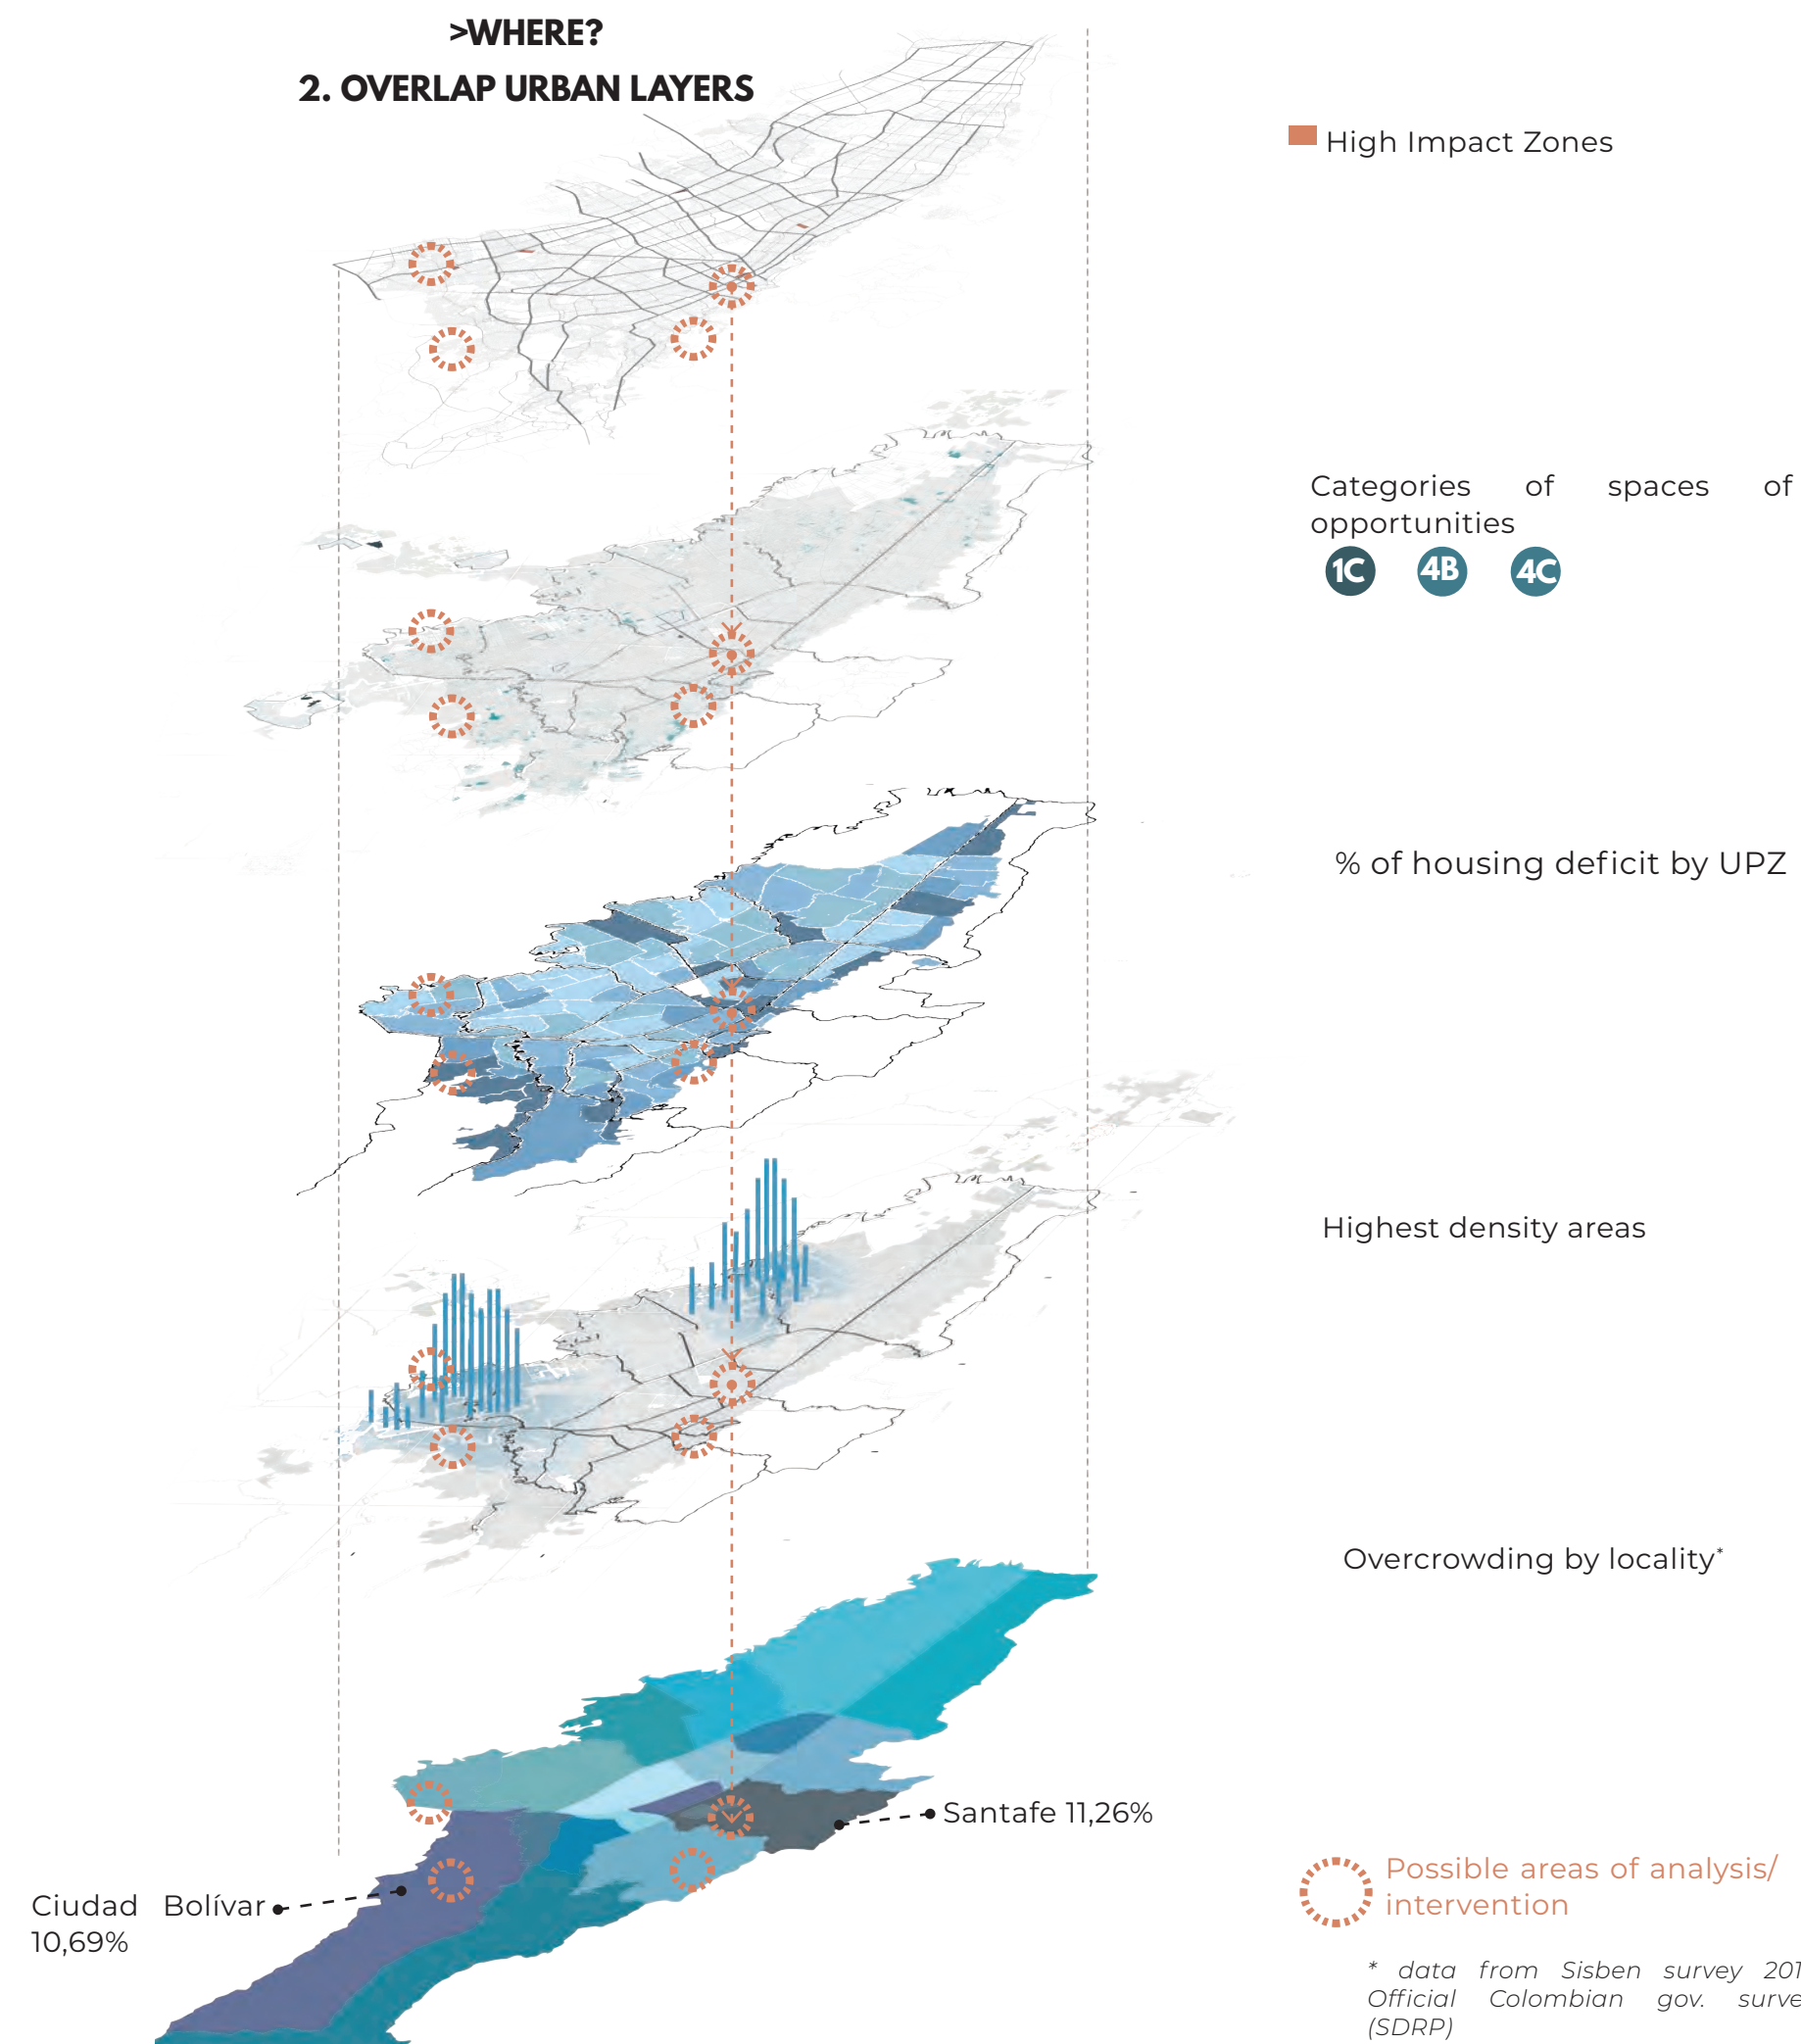 >WHERE?
2. OVERLAP URBAN LAYERS
High Impact Zones
Categories of spaces of
opportunities
1C 4B 4C
% of housing deficit by UPZ
Highest density areas
Overcrowding by locality*
Santafe 11,26%
Ciudad Bolívar
10,69%
Possible areas of analysis/
intervention
* data from Sisben survey
Official Colombian gov.
(SDRP)